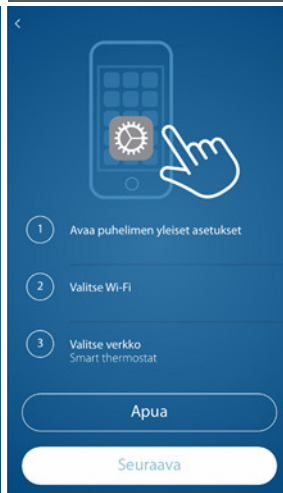 1 Avaa puhelimen yleiset asetukset
2 Valitse Wi-Fi
3 Valitse verkko
Smart thermostat
Apua
Seuraava